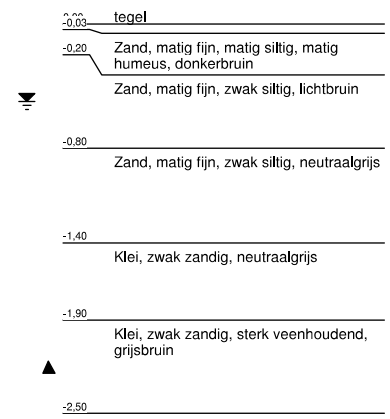 0,00 tegel
-0,03
Zand, matig fijn, matig siltig, matig
humeus, donkerbruin
-0,20
Zand, matig fijn, zwak siltig, lichtbruin
-0,80
Zand, matig fijn, zwak siltig, neutraalgrijs
-1,40
Klei, zwak zandig, neutraalgrijs
-1,90
Klei, zwak zandig, sterk veenhoudend,
grijsbruin
-2,50